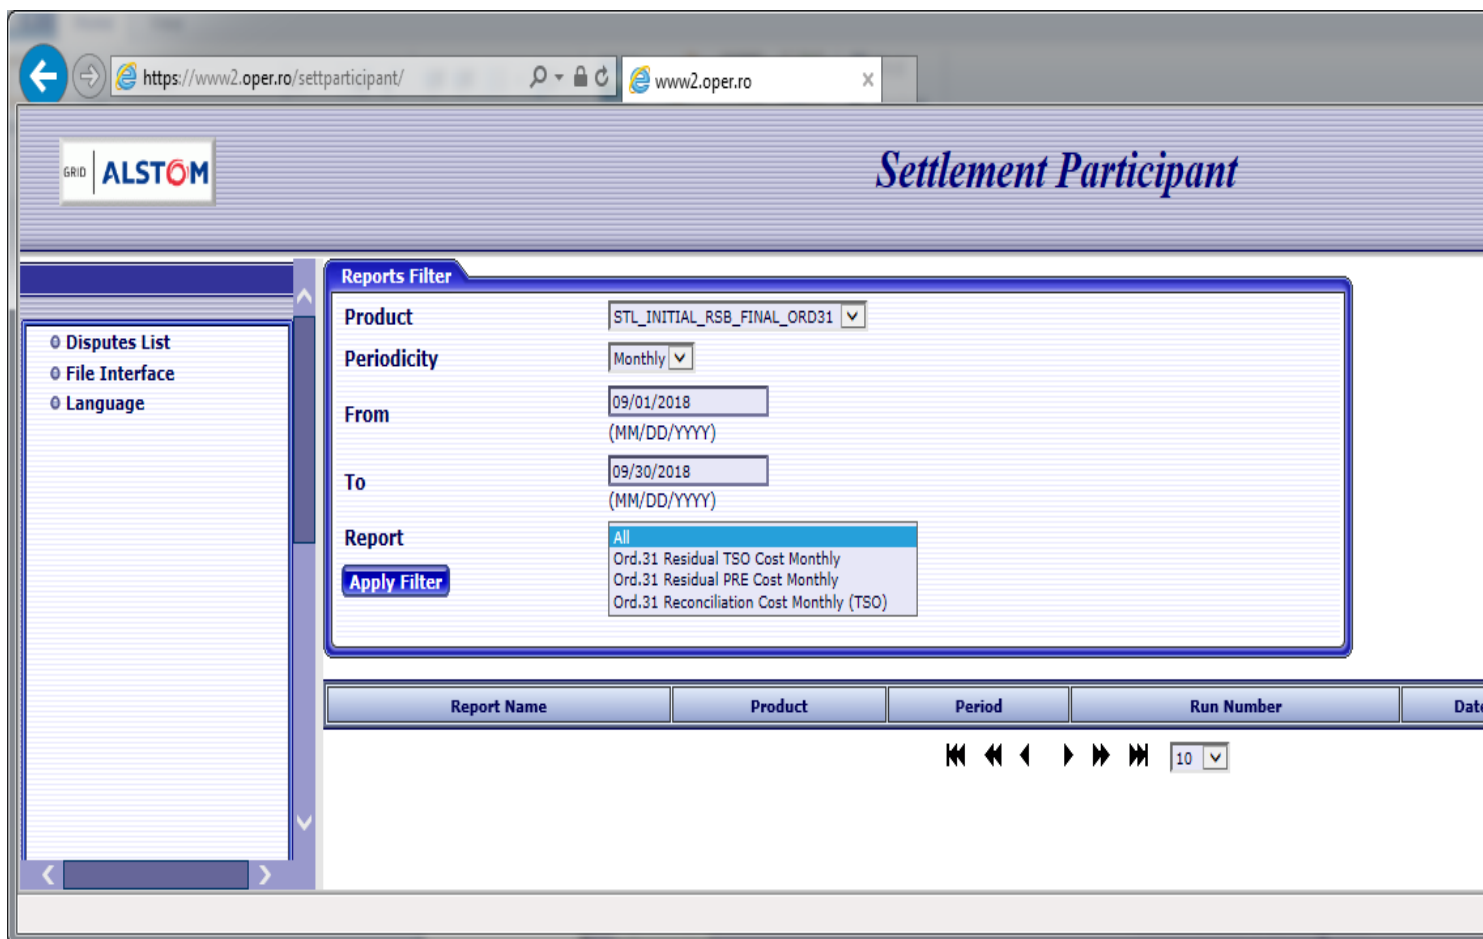 https://www2.oper.ro/settparticipant/
www2.oper.ro
GRID ALSTOM
Settlement Participant
Disputes List
File Interface
Language
Reports Filter
Product STL_INITIAL_RSB_FINAL_ORD31
Periodicity Monthly
From 09/01/2018
(MM/DD/YYYY)
To 09/30/2018
(MM/DD/YYYY)
Report All
Ord.31 Residual TSO Cost Monthly
Ord.31 Residual PRE Cost Monthly
Ord.31 Reconciliation Cost Monthly (TSO)
Apply Filter
Report Name Product Period Run Number Date
10